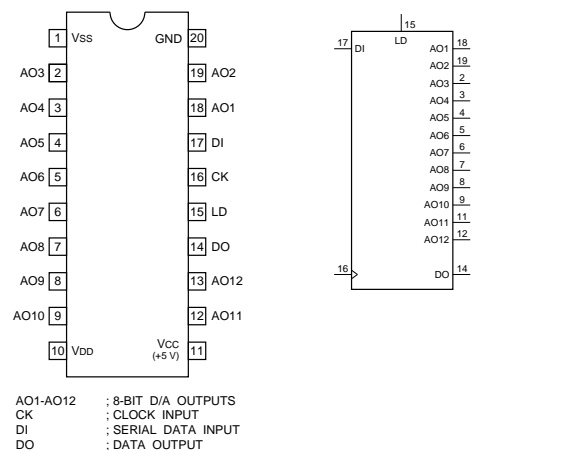 15
1 VSS GND 20 17 DI LD AO1 18
AO2 19
AO3 2 19 AO2 AO3 2
AO4 3 18 AO1 AO4 3
AO5 4
AO5 4 17 DI AO6 5
AO7 6
AO6 5 16 CK AO8 7
AO9 8
AO7 6 15 LD AO10 9
AO11 11
AO8 7 14 DO AO12 12
AO9 8 13 AO12 16 DO 14
AO10 9 12 AO11
10 VDD VCC 11
(+5 V)
AO1-AO12 ; 8-BIT D/A OUTPUTS
CK ; CLOCK INPUT
DI ; SERIAL DATA INPUT
DO ; DATA OUTPUT